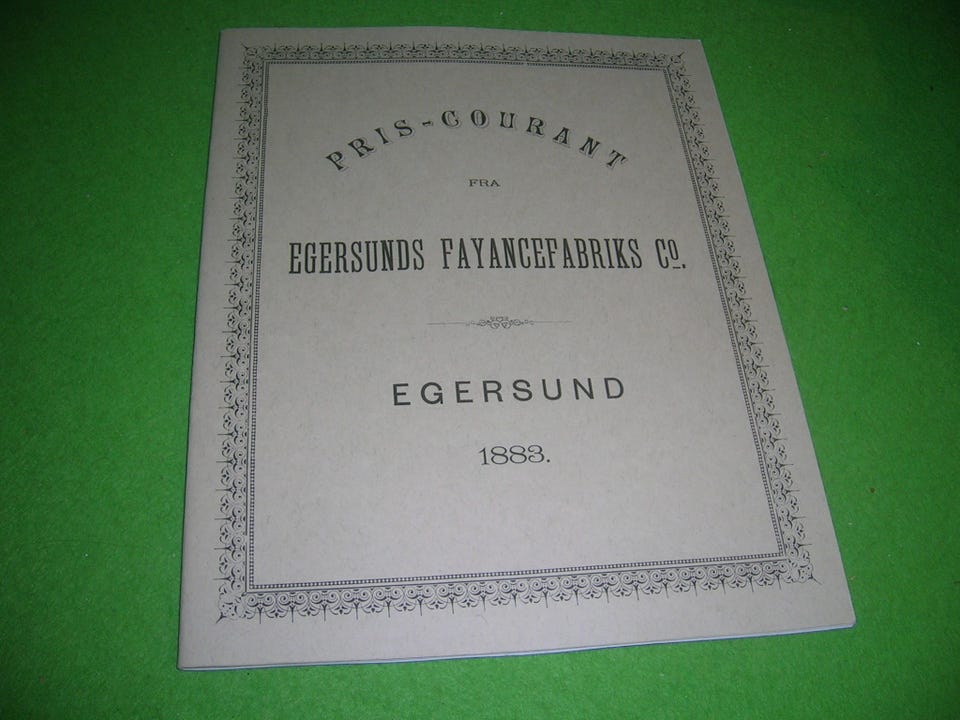 PRIS-COURANT
FRA
EGERSUNDS FAYANCEFABRIKS Co.
EGERSUND
1883.